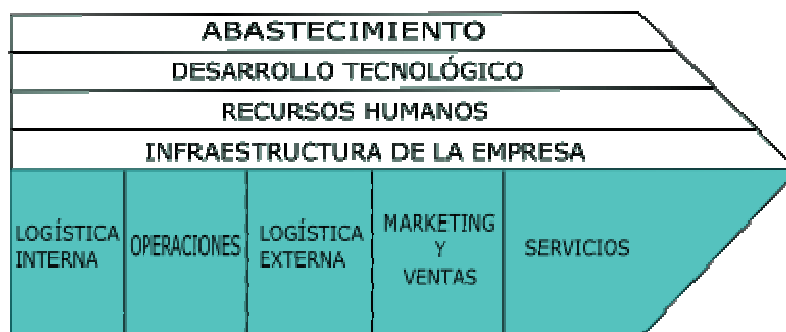 ABASTECIMIENTO
DESARROLLO TECNOLÓGICO
RECURSOS HUMANOS
INFRAESTRUCTURA DE LA EMPRESA
LOGÍSTICA
INTERNA
OPERACIONES
LOGÍSTICA
EXTERNA
MARKETING
Y
VENTAS
SERVICIOS